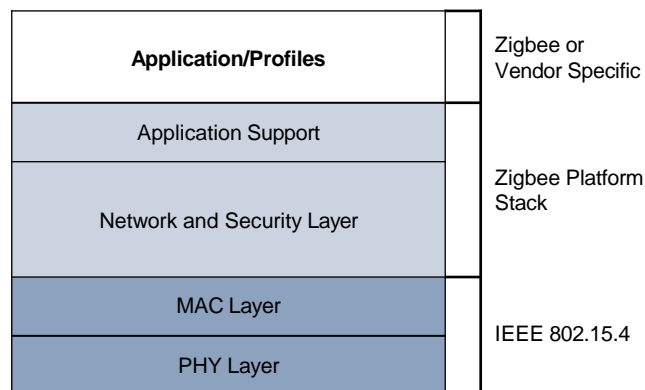 Application/Profiles
Zigbee or
Vendor Specific
Application Support
Network and Security Layer
Zigbee Platform
Stack
MAC Layer
PHY Layer
IEEE 802.15.4